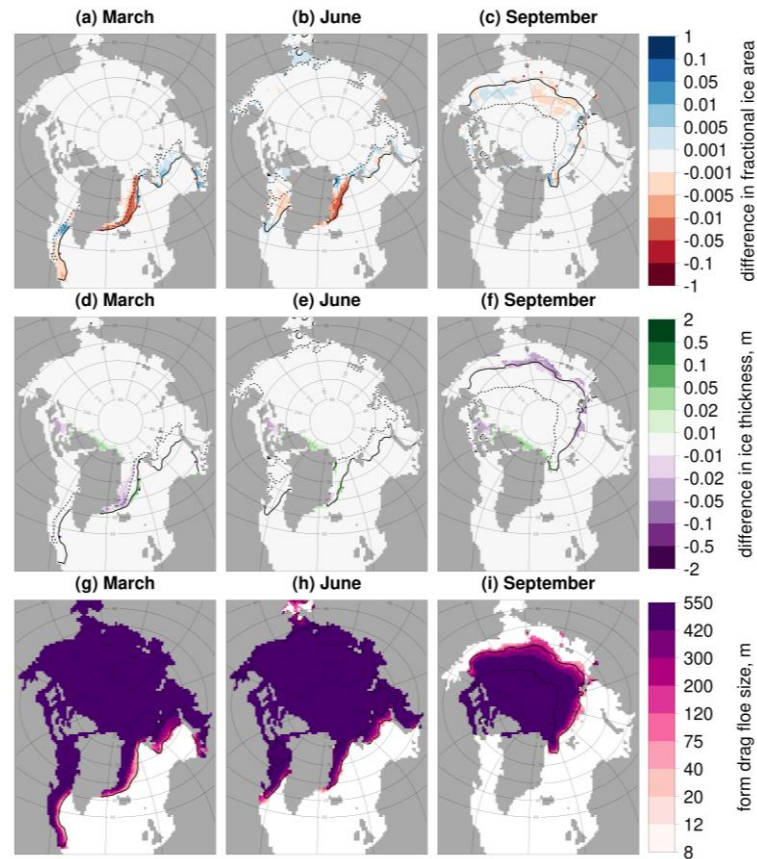 (a) March
(b) June
(c) September
1
0.1
0.05
0.01
0.005
0.001
-0.001
-0.005
-0.01
-0.05
-0.1
-1
difference in fractional ice area
(d) March
(e) June
(f) September
2
0.5
0.1
0.05
0.02
0.01
-0.01
-0.02
-0.05
-0.1
-0.5
-2
difference in ice thickness, m
(g) March
(h) June
(i) September
550
420
300
200
120
75
40
20
12
8
form drag floe size, m